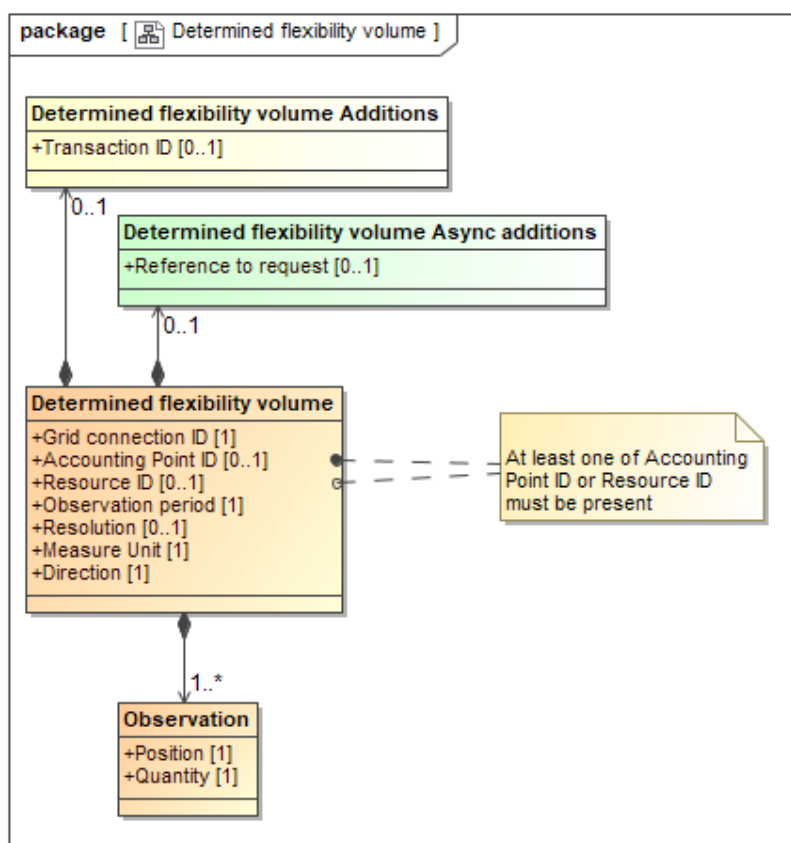 package [ Determined flexibility volume ]
Determined flexibility volume Additions
+Transaction ID [0..1]
0..1
Determined flexibility volume Async additions
+Reference to request [0..1]
0..1
Determined flexibility volume
+Grid connection ID [1]
+Accounting Point ID [0..1]
+Resource ID [0..1]
+Observation period [1]
+Resolution [0..1]
+Measure Unit [1]
+Direction [1]
At least one of Accounting
Point ID or Resource ID
must be present
1..*
Observation
+Position [1]
+Quantity [1]